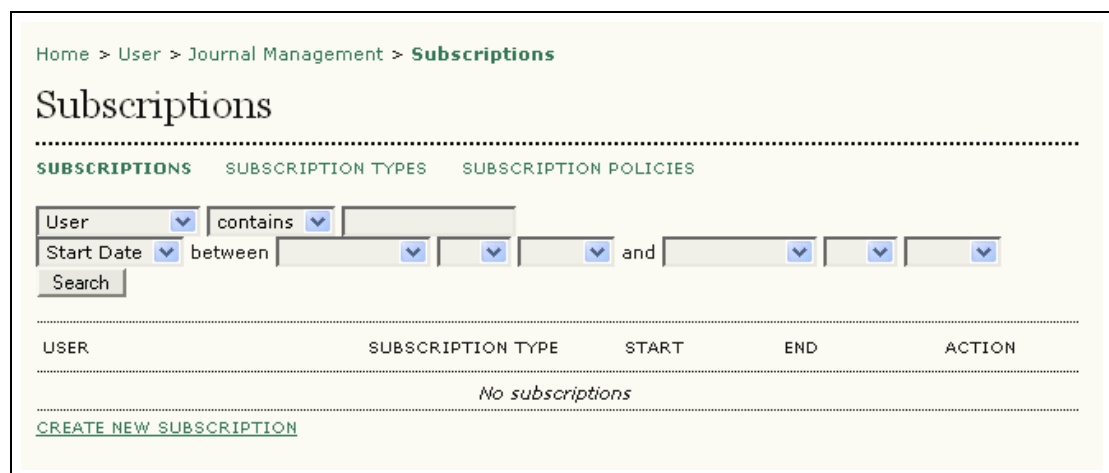 Home > User > Journal Management > Subscriptions
Subscriptions
SUBSCRIPTIONS SUBSCRIPTION TYPES SUBSCRIPTION POLICIES
User contains
Start Date between and
Search
USER SUBSCRIPTION TYPE START END ACTION
No subscriptions
CREATE NEW SUBSCRIPTION